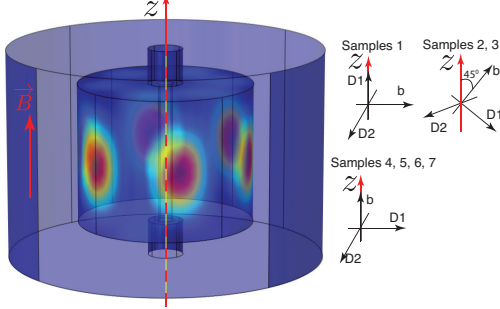 z
B
Samples 1
z
D1
b
D2
Samples 2, 3
z
45°
b
D2
D1
Samples 4, 5, 6, 7
z
b
D1
D2